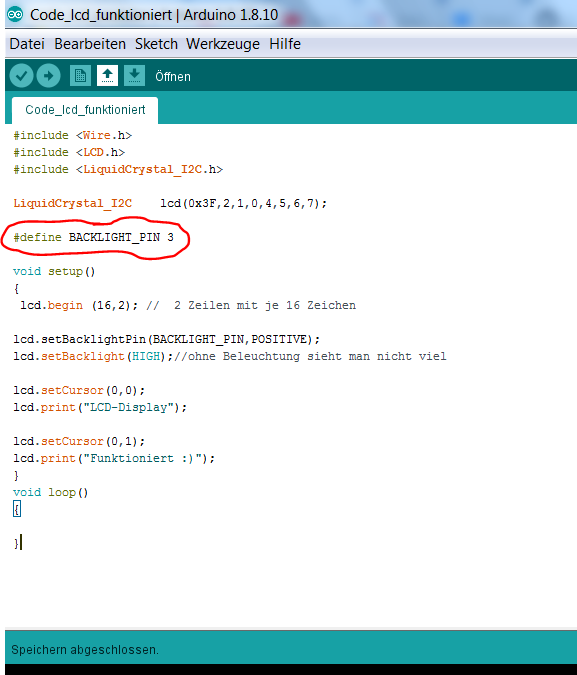 Code_lcd_funktioniert | Arduino 1.8.10
Datei Bearbeiten Sketch Werkzeuge Hilfe
Öffnen
Code_lcd_funktioniert
#include <Wire.h>
#include <LCD.h>
#include <LiquidCrystal_I2C.h>
LiquidCrystal_I2C    lcd(0x3F,2,1,0,4,5,6,7);
#define BACKLIGHT_PIN 3
void setup()
{
 lcd.begin (16,2); //  2 Zeilen mit je 16 Zeichen
lcd.setBacklightPin(BACKLIGHT_PIN,POSITIVE);
lcd.setBacklight(HIGH);//ohne Beleuchtung sieht man nicht viel
lcd.setCursor(0,0);
lcd.print("LCD-Display");
lcd.setCursor(0,1);
lcd.print("Funktioniert :)");
}
void loop()
{
}
Speichern abgeschlossen.